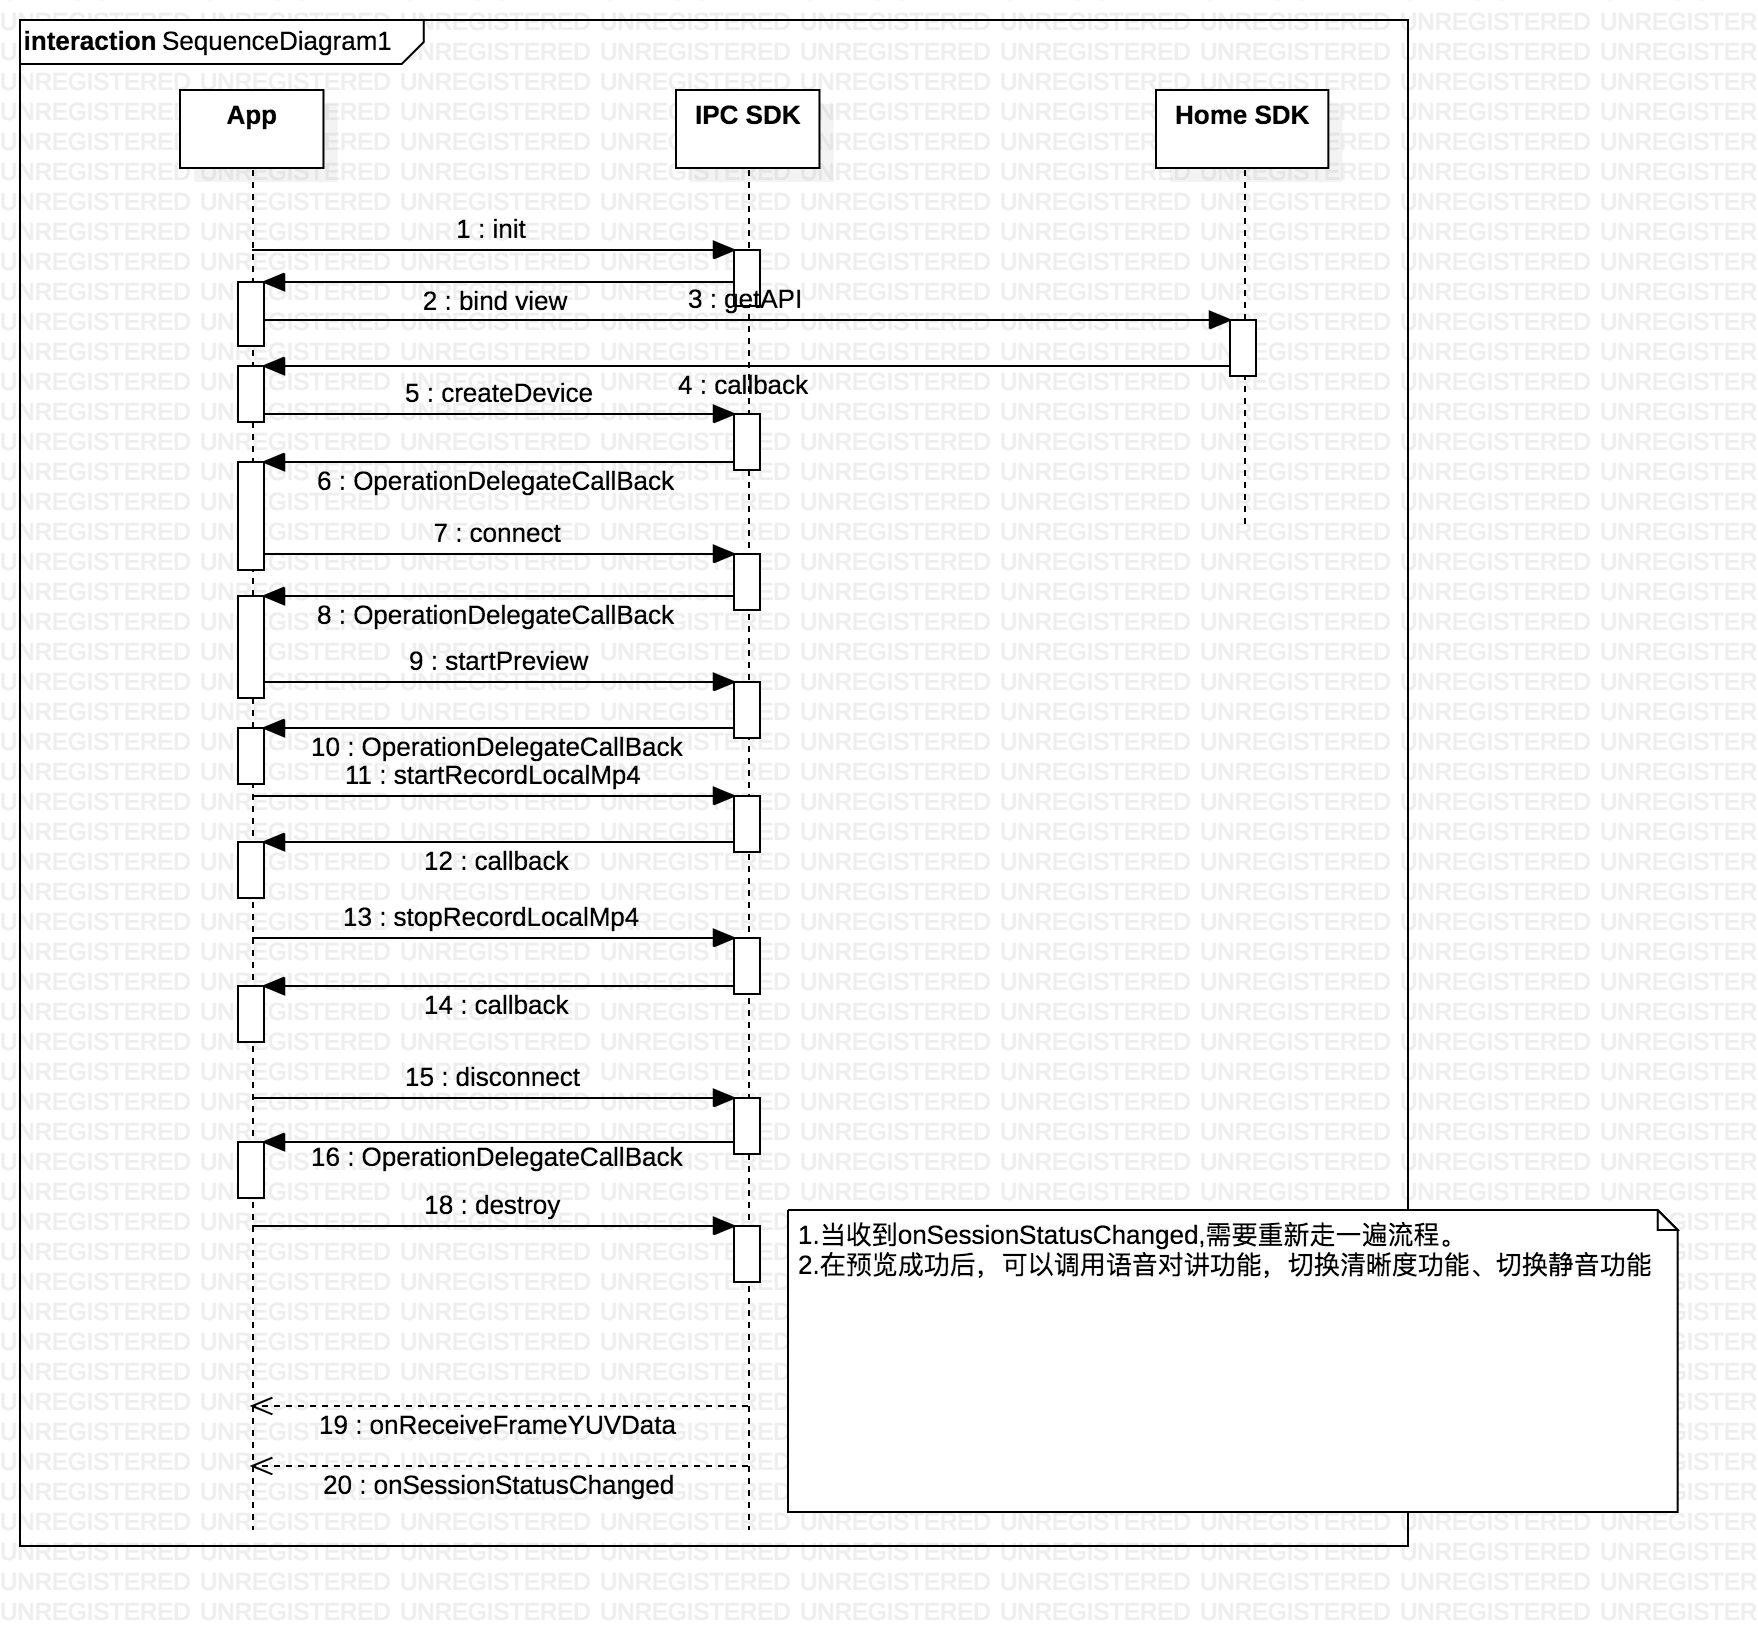 interaction SequenceDiagram1
App
IPC SDK
Home SDK
1 : init
2 : bind view
3 : getAPI
4 : callback
5 : createDevice
6 : OperationDelegateCallBack
7 : connect
8 : OperationDelegateCallBack
9 : startPreview
10 : OperationDelegateCallBack
11 : startRecordLocalMp4
12 : callback
13 : stopRecordLocalMp4
14 : callback
15 : disconnect
16 : OperationDelegateCallBack
18 : destroy
1.当收到onSessionStatusChanged,需要重新走一遍流程。
2.在预览成功后，可以调用语音对讲功能，切换清晰度功能、切换静音功能
19 : onReceiveFrameYUVData
20 : onSessionStatusChanged
UNREGISTERED